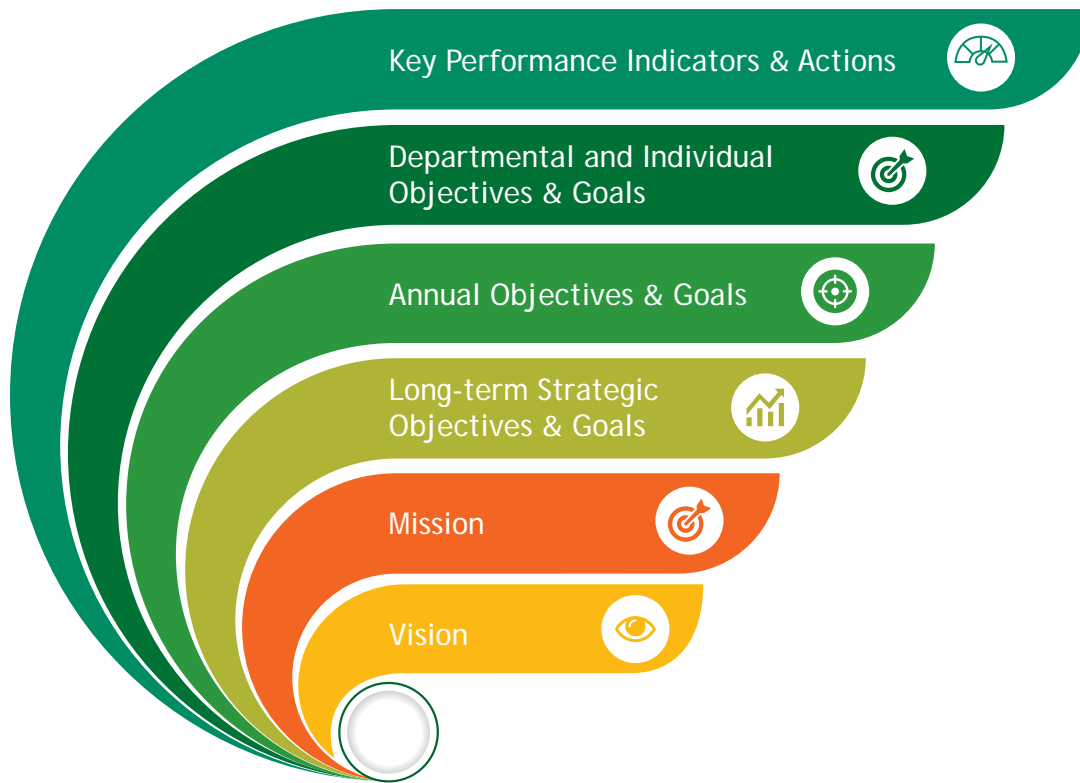 Key Performance Indicators & Actions
Departmental and Individual
Objectives & Goals
Annual Objectives & Goals
Long-term Strategic
Objectives & Goals
Mission
Vision